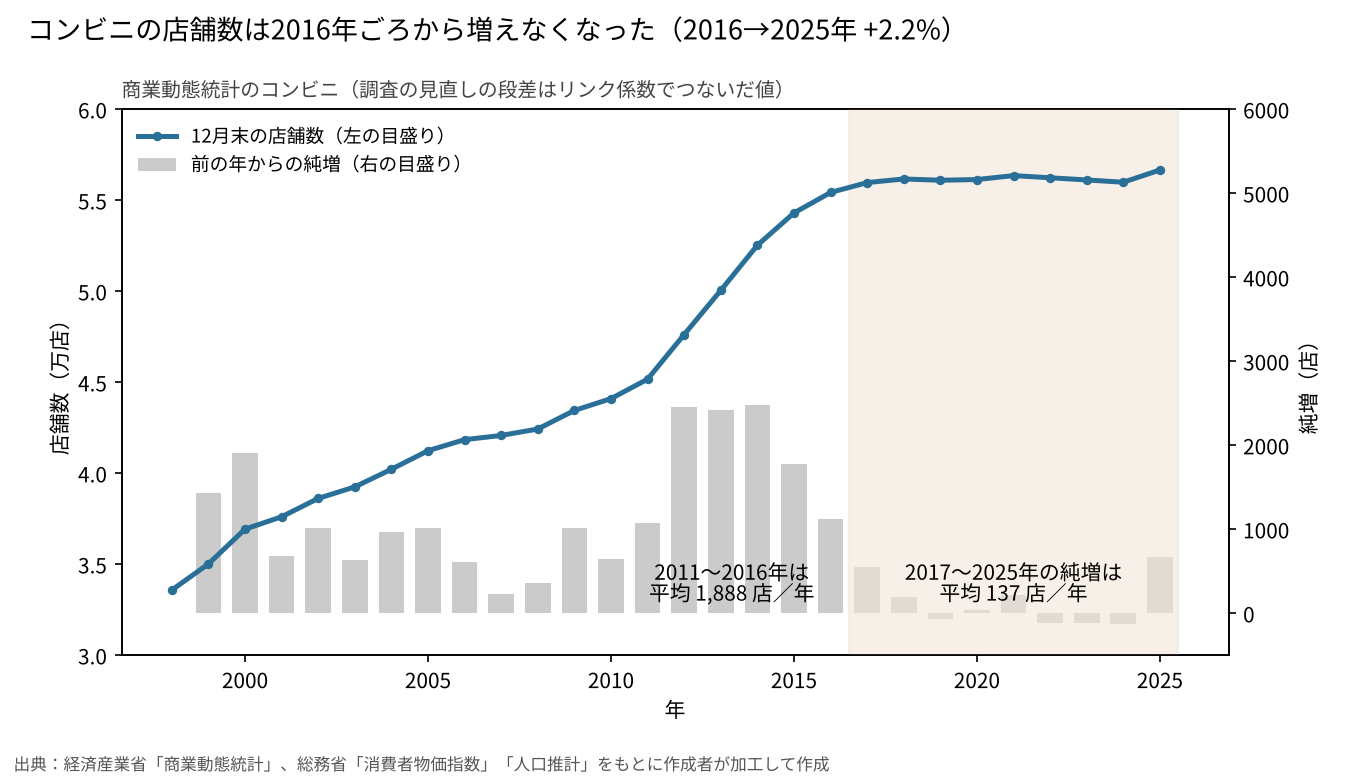 コンビニの店舗数は2016年ごろから増えなくなった（2016→2025年 +2.2%）
商業動態統計のコンビニ（調査の見直しの段差はリンク係数でつないだ値）
12月末の店舗数（左の目盛り）
前の年からの純増（右の目盛り）
6.0
5.5
5.0
4.5
4.0
3.5
3.0
店舗数（万店）
6000
5000
4000
3000
2000
1000
0
純増（店）
2011～2016年は
平均 1,888 店／年
2017～2025年の純増は
平均 137 店／年
2000
2005
2010
2015
2020
2025
年
出典：経済産業省「商業動態統計」、総務省「消費者物価指数」「人口推計」をもとに作成者が加工して作成